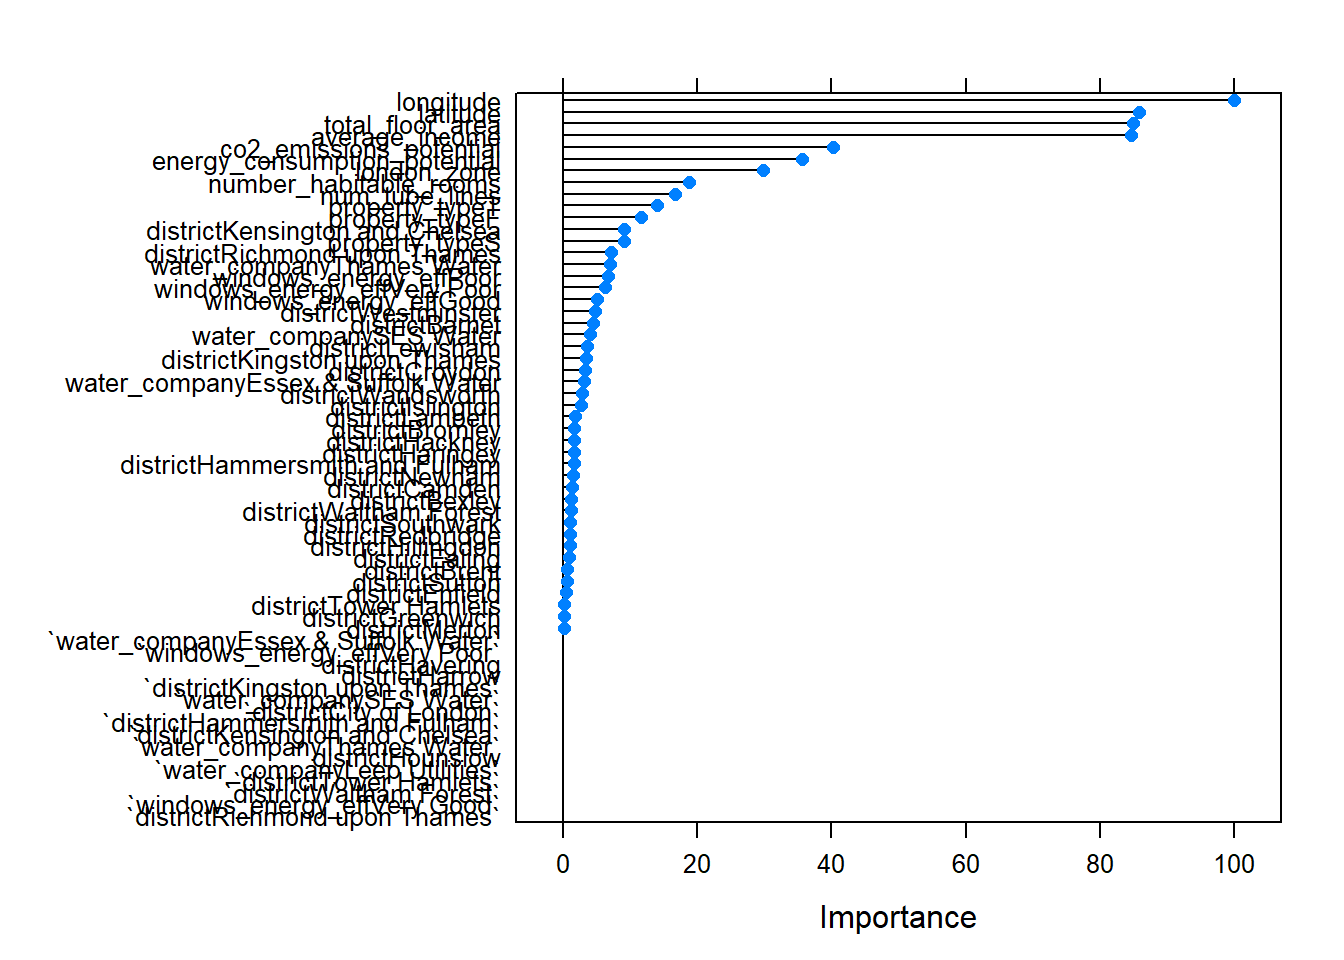 longitude
latitude
total_floor_area
average_income
co2_emissions_potential
energy_consumption_potential
london_zone
number_habitable_rooms
num_tube_lines
property_typeT
property_typeF
districtKensington and Chelsea
property_typeS
districtRichmond upon Thames
water_companyThames Water
windows_energy_effPoor
windows_energy_effVery Poor
windows_energy_effGood
districtWestminster
districtBarnet
water_companySES Water
districtLewisham
districtKingston upon Thames
districtCroydon
water_companyEssex & Suffolk Water
districtWandsworth
districtIslington
districtLambeth
districtBromley
districtHackney
districtHaringey
districtHammersmith and Fulham
districtNewham
districtCamden
districtBexley
districtWaltham Forest
districtSouthwark
districtRedbridge
districtHillingdon
districtEaling
districtBrent
districtSutton
districtEnfield
districtTower Hamlets
districtGreenwich
districtMerton
`water_companyEssex & Suffolk Water`
`windows_energy_effVery Poor`
districtHavering
districtHarrow
`districtKingston upon Thames`
`water_companySES Water`
`districtCity of London`
`districtHammersmith and Fulham`
`districtKensington and Chelsea`
`water_companyThames Water`
districtHounslow
`water_companyLeep Utilities`
`districtTower Hamlets`
`districtWaltham Forest`
`windows_energy_effVery Good`
`districtRichmond upon Thames`
0 20 40 60 80 100
Importance